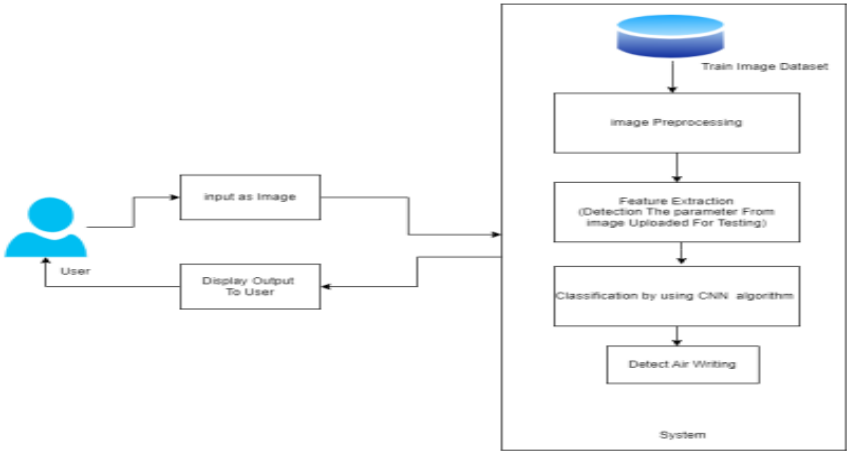 Train Image Dataset
image Preprocessing
input as Image
Feature Extraction
(Detection The parameter From
image Uploaded For Testing)
User
Display Output
To User
Classification by using CNN algorithm
Detect Air Writing
System